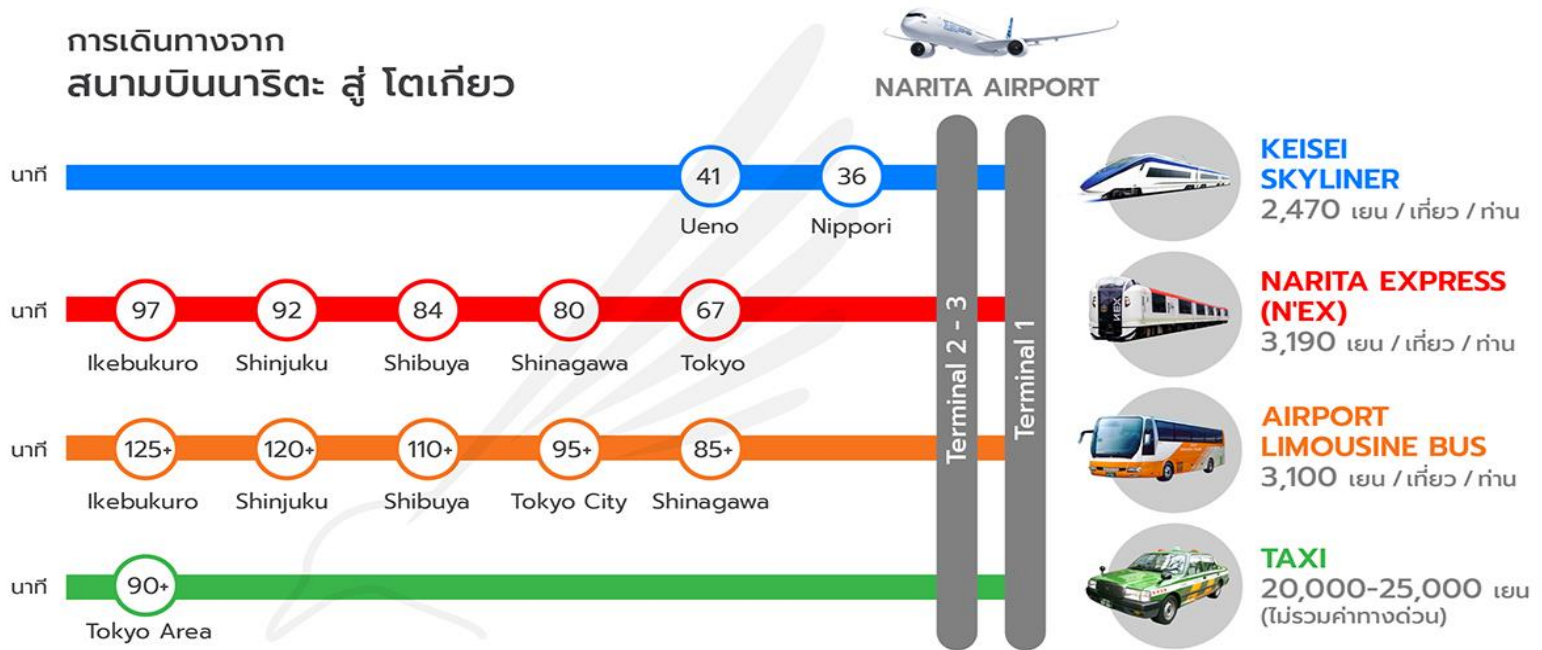 การเดินทางจาก
สนามบินนาริตะ สู่ โตเกียว
NARITA AIRPORT
นาที
41
36
Ueno
Nippori
KEISEI
SKYLINER
2,470 เยน / เที่ยว / ท่าน
นาที
97
92
84
80
67
Ikebukuro
Shinjuku
Shibuya
Shinagawa
Tokyo
NARITA EXPRESS
(N'EX)
3,190 เยน / เที่ยว / ท่าน
Terminal 2 - 3
Terminal 1
นาที
125+
120+
110+
95+
85+
Ikebukuro
Shinjuku
Shibuya
Tokyo City
Shinagawa
AIRPORT
LIMOUSINE BUS
3,100 เยน / เที่ยว / ท่าน
นาที
90+
Tokyo Area
TAXI
20,000-25,000 เยน
(ไม่รวมค่าทางด่วน)